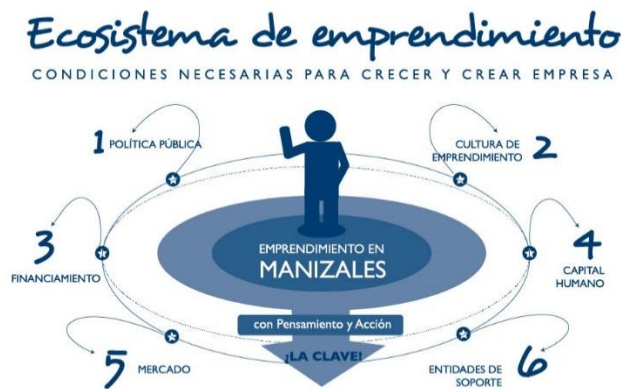 Ecosistema de emprendimiento
CONDICIONES NECESARIAS PARA CRECER Y CREAR EMPRESA
1 POLÍTICA PÚBLICA
CULTURA DE
EMPRENDIMIENTO 2
3
FINANCIAMIENTO
4
CAPITAL
HUMANO
EMPRENDIMIENTO EN
MANIZALES
con Pensamiento y Acción
¡LA CLAVE!
5 MERCADO
ENTIDADES DE
SOPORTE 6